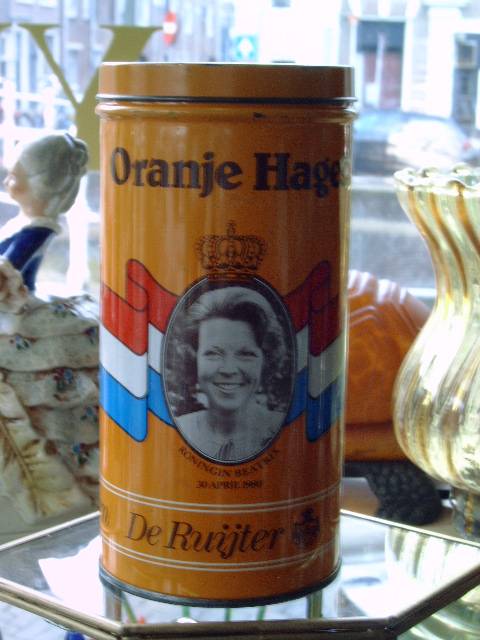 Oranje Hage
KONINGIN BEATRIX
30 APRIL 1980
De Ruijter